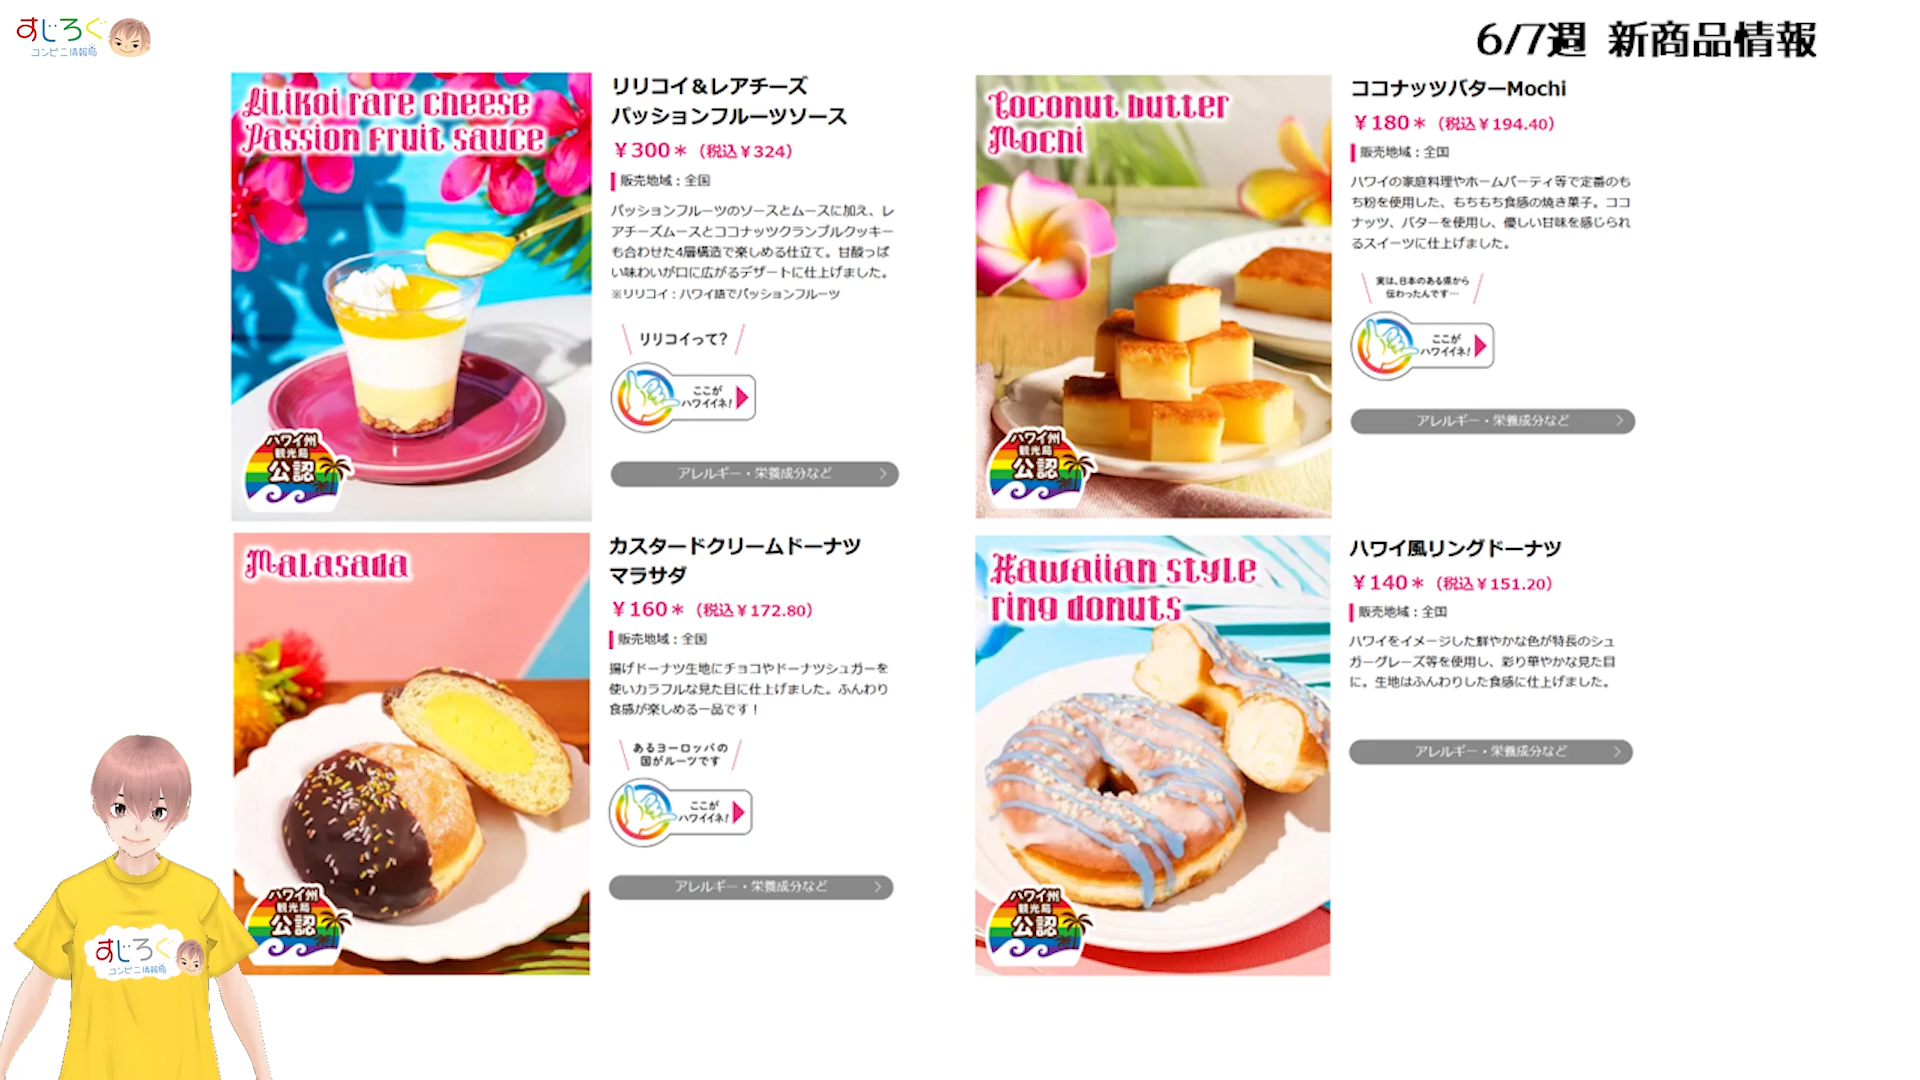 すじろぐ
コンビニ情報局
6/7週 新商品情報
Lilikoi rare cheese
Passion fruit sauce
ハワイ州
観光局
公認
リリコイ＆レアチーズ
パッションフルーツソース
￥300＊（税込￥324）
販売地域：全国
パッションフルーツのソースとムースに加え、レ
アチーズムースとココナッツクランブルクッキー
も合わせた4層構造で楽しめる仕立て。甘酸っぱ
い味わいが口に広がるデザートに仕上げました。
※リリコイ：ハワイ語でパッションフルーツ
リリコイって？
ここが
ハワイイネ！
アレルギー・栄養成分など
Coconut butter
Mochi
ハワイ州
観光局
公認
ココナッツバターMochi
￥180＊（税込￥194.40）
販売地域：全国
ハワイの家庭料理やホームパーティ等で定番のも
ち粉を使用した、もちもち食感の焼き菓子。ココ
ナッツ、バターを使用し、優しい甘味を感じられ
るスイーツに仕上げました。
実は、日本のある県から
伝わったんです…
ここが
ハワイイネ！
アレルギー・栄養成分など
Malasada
ハワイ州
観光局
公認
カスタードクリームドーナツ
マラサダ
￥160＊（税込￥172.80）
販売地域：全国
揚げドーナツ生地にチョコやドーナツシュガーを
使いカラフルな見た目に仕上げました。ふんわり
食感が楽しめる一品です！
あるヨーロッパの
国がルーツです
ここが
ハワイイネ！
アレルギー・栄養成分など
Hawaiian style
ring donuts
ハワイ州
観光局
公認
ハワイ風リングドーナツ
￥140＊（税込￥151.20）
販売地域：全国
ハワイをイメージした鮮やかな色が特長のシュ
ガーグレーズ等を使用し、彩り華やかな見た目
に。生地はふんわりした食感に仕上げました。
アレルギー・栄養成分など
すじろぐ
コンビニ情報局